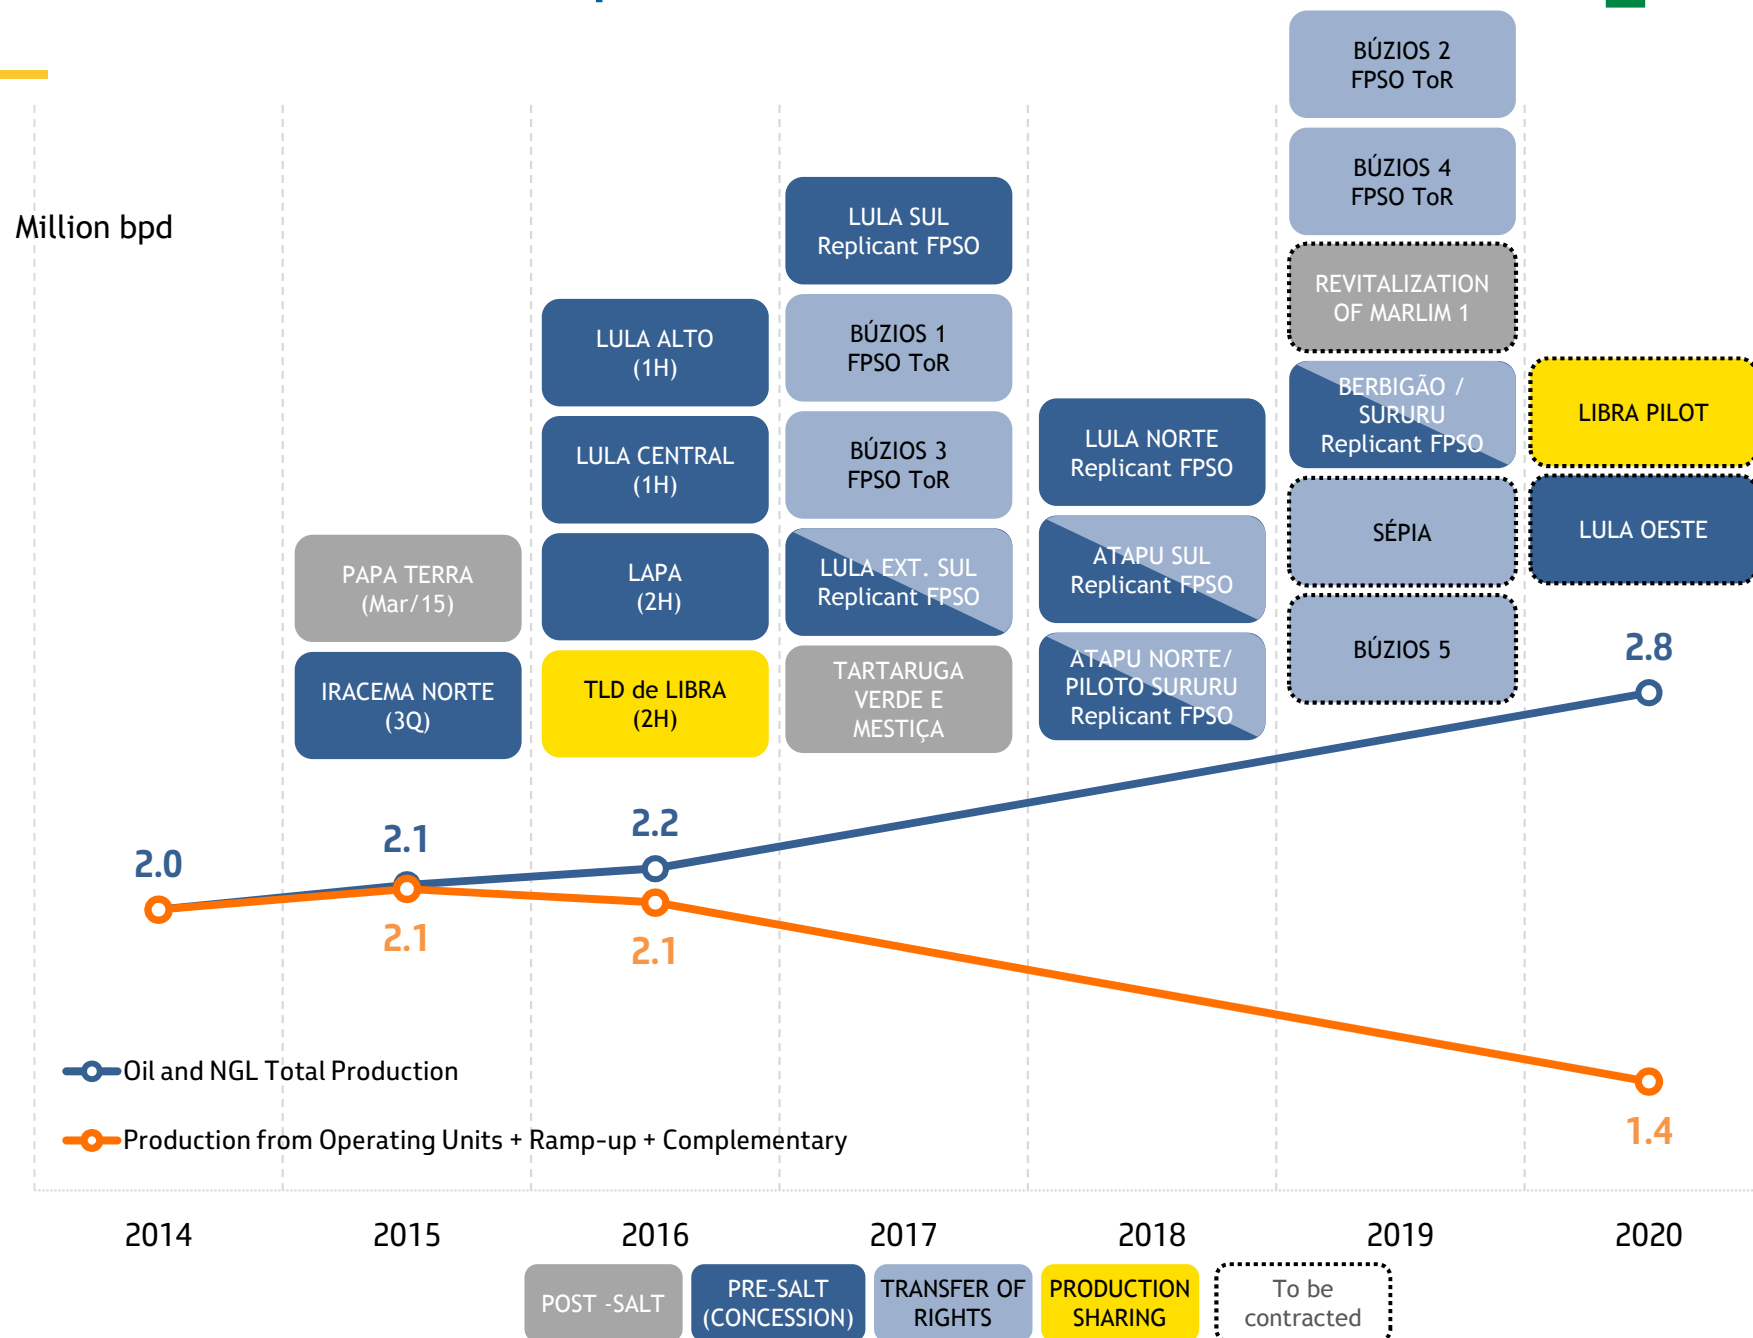 Million bpd
BÚZIOS 2
FPSO ToR
BÚZIOS 4
FPSO ToR
LULA SUL
Replicant FPSO
REVITALIZATION
OF MARLIM 1
LULA ALTO
(1H)
BÚZIOS 1
FPSO ToR
BERBIGÃO /
SURURU
Replicant FPSO
LIBRA PILOT
LULA CENTRAL
(1H)
BÚZIOS 3
FPSO ToR
LULA NORTE
Replicant FPSO
SÉPIA
LULA OESTE
PAPA TERRA
(Mar/15)
LAPA
(2H)
LULA EXT. SUL
Replicant FPSO
ATAPU SUL
Replicant FPSO
BÚZIOS 5
IRACEMA NORTE
(3Q)
TLD de LIBRA
(2H)
TARTARUGA
VERDE E
MESTIÇA
ATAPU NORTE/
PILOTO SURURU
Replicant FPSO
2.8
2.0
2.1
2.2
2.1
2.1
1.4
Oil and NGL Total Production
Production from Operating Units + Ramp-up + Complementary
2014
2015
2016
2017
2018
2019
2020
POST -SALT
PRE-SALT
(CONCESSION)
TRANSFER OF
RIGHTS
PRODUCTION
SHARING
To be
contracted